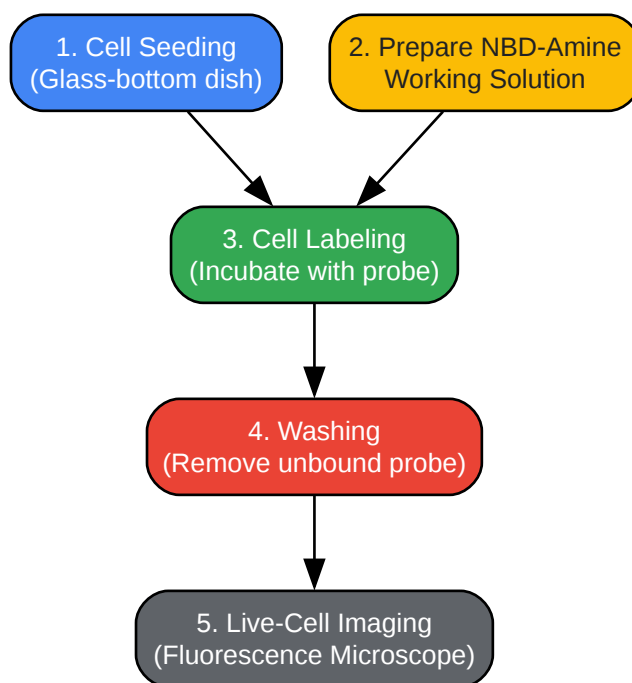 1. Cell Seeding
(Glass-bottom dish)
2. Prepare NBD-Amine
Working Solution
3. Cell Labeling
(Incubate with probe)
4. Washing
(Remove unbound probe)
5. Live-Cell Imaging
(Fluorescence Microscope)